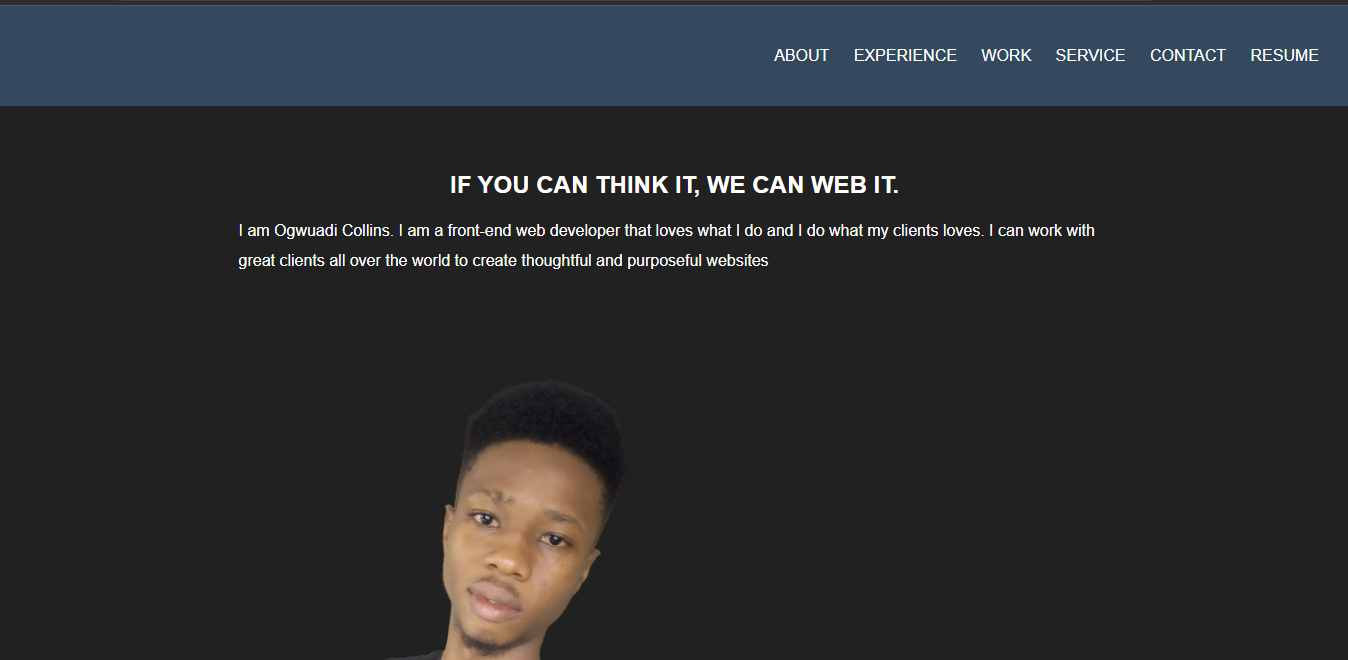 ABOUT EXPERIENCE WORK SERVICE CONTACT RESUME
IF YOU CAN THINK IT, WE CAN WEB IT.
I am Ogwuadi Collins. I am a front-end web developer that loves what I do and I do what my clients loves. I can work with
great clients all over the world to create thoughtful and purposeful websites